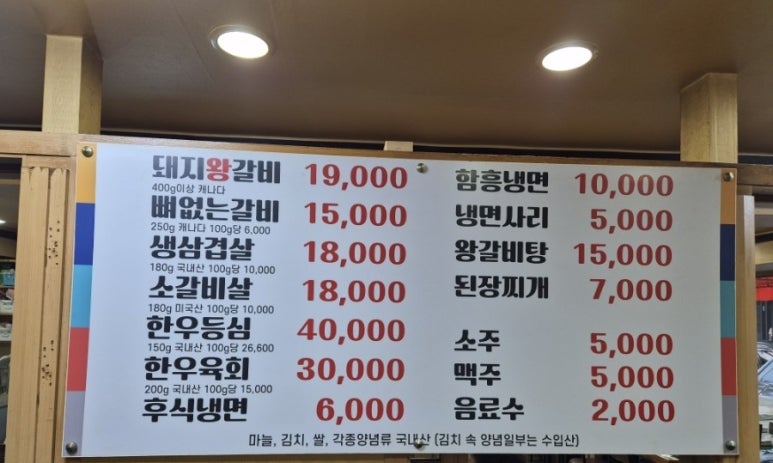 돼지왕갈비 19,000
400g이상 캐나다
뼈없는갈비 15,000
250g 캐나다 100g당 6,000
생삼겹살 18,000
180g 국내산 100g당 10,000
소갈비살 18,000
180g 미국산 100g당 10,000
한우등심 40,000
150g 국내산 100g당 26,600
한우육회 30,000
200g 국내산 100g당 15,000
후식냉면 6,000
함흥냉면 10,000
냉면사리 5,000
왕갈비탕 15,000
된장찌개 7,000
소주 5,000
맥주 5,000
음료수 2,000
마늘, 김치, 쌀, 각종양념류 국내산 (김치 속 양념일부는 수입산)